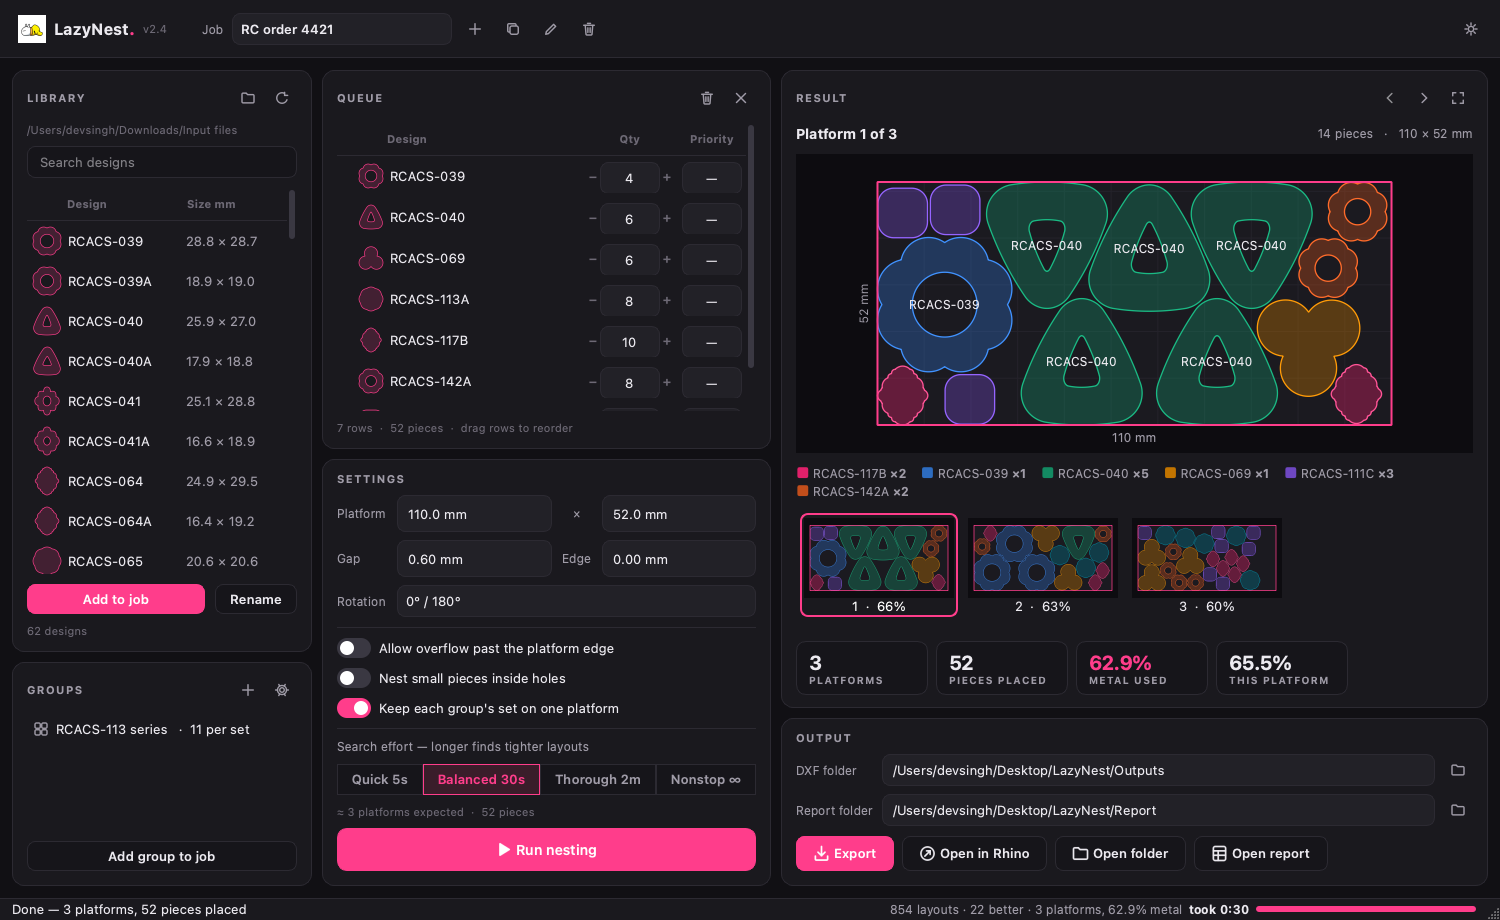 LazyNest. v2.4 Job RC order 4421
LIBRARY
/Users/devsingh/Downloads/Input files
Search designs
Design Size mm
RCACS-039 28.8 × 28.7
RCACS-039A 18.9 × 19.0
RCACS-040 25.9 × 27.0
RCACS-040A 17.9 × 18.8
RCACS-041 25.1 × 28.8
RCACS-041A 16.6 × 18.9
RCACS-064 24.9 × 29.5
RCACS-064A 16.4 × 19.2
RCACS-065 20.6 × 20.6
Add to job Rename
62 designs
GROUPS
RCACS-113 series · 11 per set
Add group to job
QUEUE
Design Qty Priority
RCACS-039 − 4 + —
RCACS-040 − 6 + —
RCACS-069 − 6 + —
RCACS-113A − 8 + —
RCACS-117B − 10 + —
RCACS-142A − 8 + —
7 rows · 52 pieces · drag rows to reorder
SETTINGS
Platform 110.0 mm × 52.0 mm
Gap 0.60 mm Edge 0.00 mm
Rotation 0° / 180°
Allow overflow past the platform edge
Nest small pieces inside holes
Keep each group's set on one platform
Search effort — longer finds tighter layouts
Quick 5s Balanced 30s Thorough 2m Nonstop ∞
≈ 3 platforms expected · 52 pieces
Run nesting
RESULT
Platform 1 of 3 14 pieces · 110 × 52 mm
RCACS-040 RCACS-040 RCACS-040
RCACS-039
52 mm
RCACS-040 RCACS-040
110 mm
RCACS-117B ×2 RCACS-039 ×1 RCACS-040 ×5 RCACS-069 ×1 RCACS-111C ×3
RCACS-142A ×2
1 · 66% 2 · 63% 3 · 60%
3 52 62.9% 65.5%
PLATFORMS PIECES PLACED METAL USED THIS PLATFORM
OUTPUT
DXF folder /Users/devsingh/Desktop/LazyNest/Outputs
Report folder /Users/devsingh/Desktop/LazyNest/Report
Export Open in Rhino Open folder Open report
Done — 3 platforms, 52 pieces placed 854 layouts · 22 better · 3 platforms, 62.9% metal took 0:30